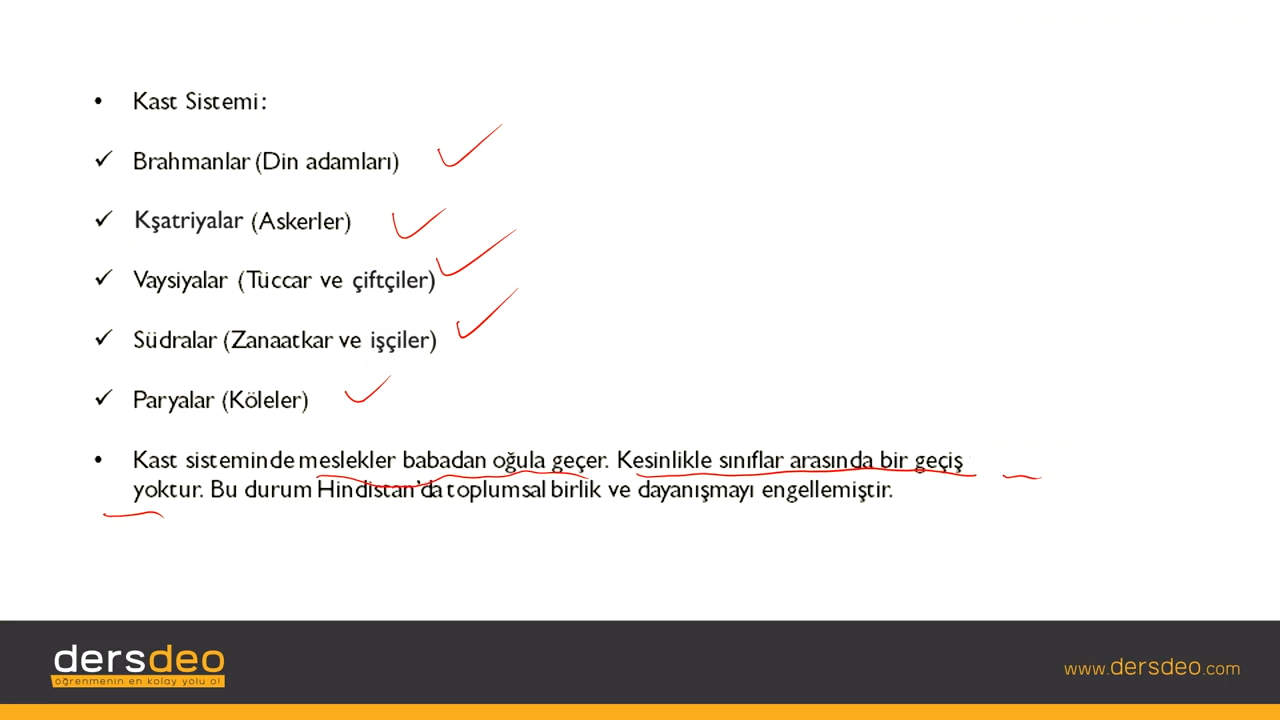 • Kast Sistemi:
✓ Brahmanlar (Din adamları)
✓ Kşatriyalar (Askerler)
✓ Vaysiyalar (Tüccar ve çiftçiler)
✓ Südralar (Zanaatkar ve işçiler)
✓ Paryalar (Köleler)
• Kast sisteminde meslekler babadan oğula geçer. Kesinlikle sınıflar arasında bir geçiş
yoktur. Bu durum Hindistan'da toplumsal birlik ve dayanışmayı engellemiştir.
dersdeo
öğrenmenin en kolay yolu o!
www.dersdeo.com